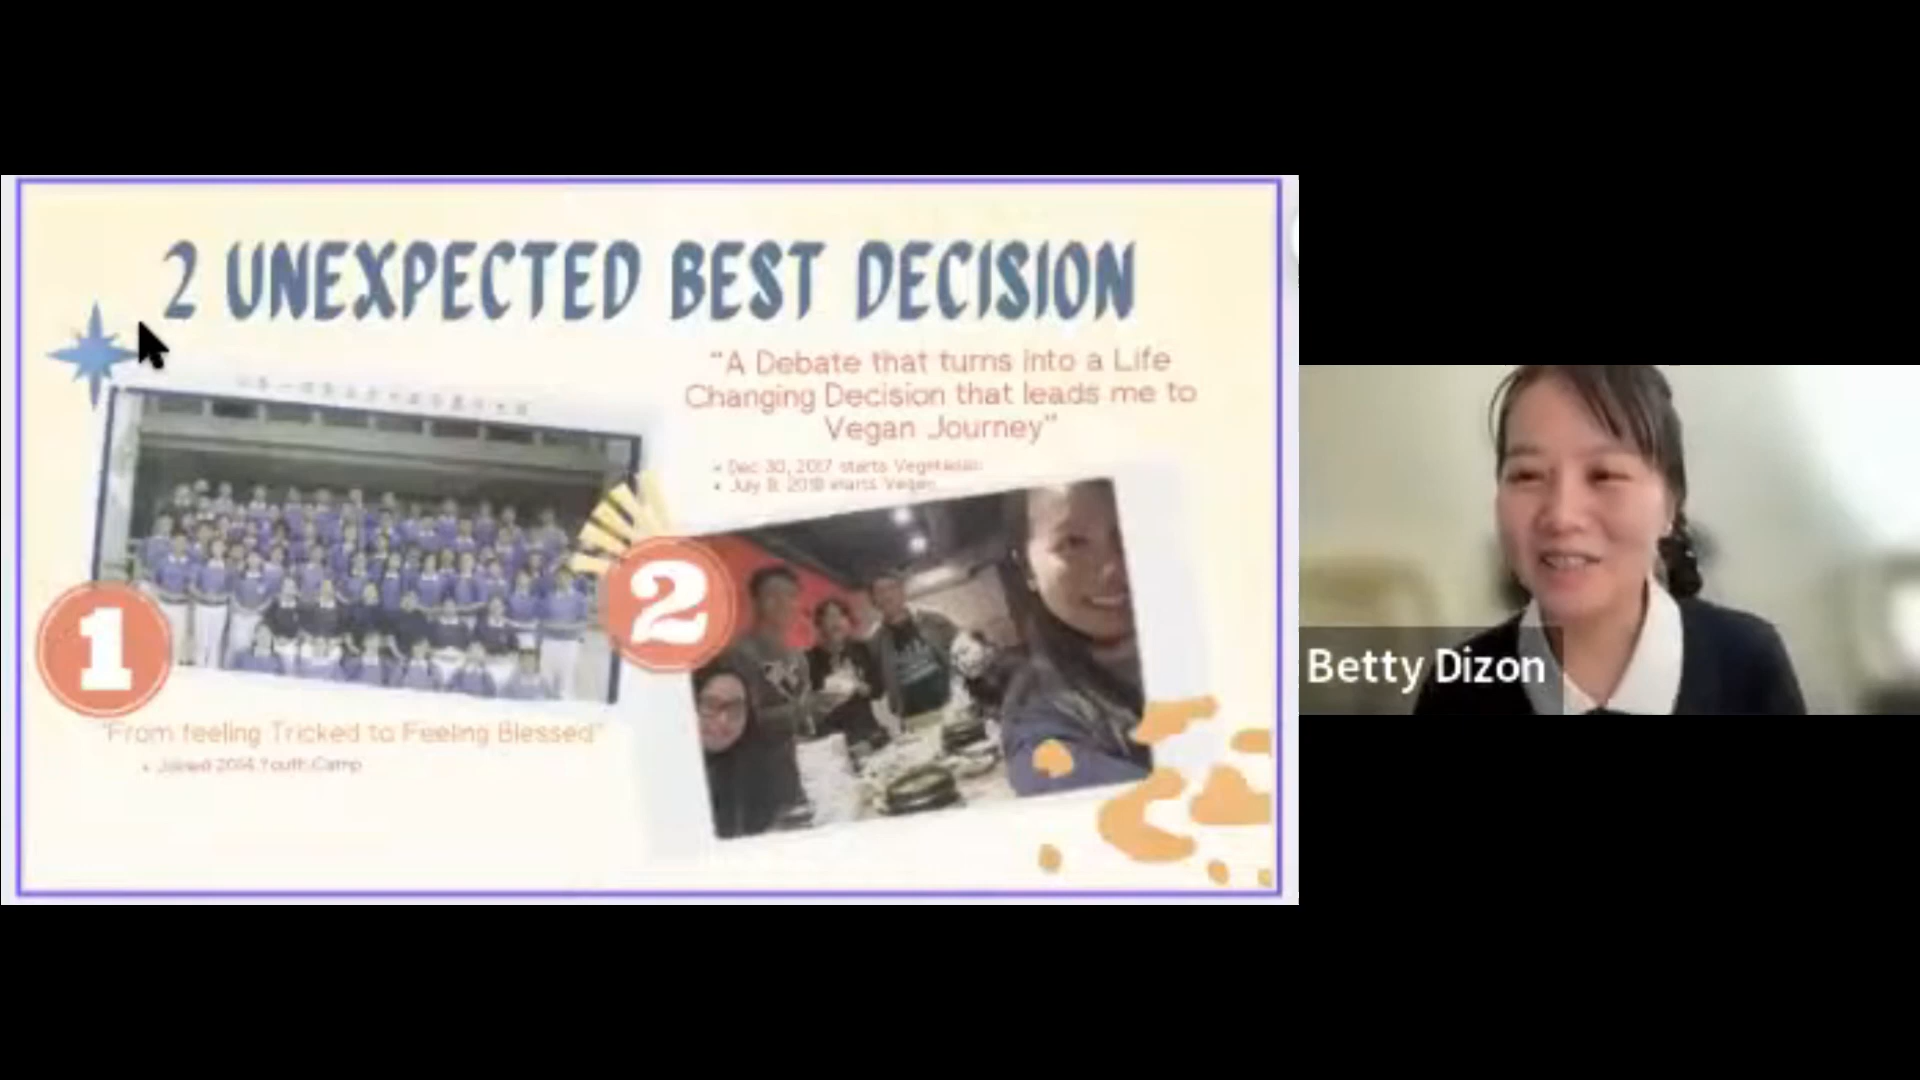 2 UNEXPECTED BEST DECISION
"A Debate that turns into a Life
Changing Decision that leads me to
Vegan Journey"
• Dec 30, 2017 starts Vegetarian
• July 8, 2018 starts Vegan
1
2
"From feeling Tricked to Feeling Blessed"
• Joined 2014 Youth Camp
Betty Dizon